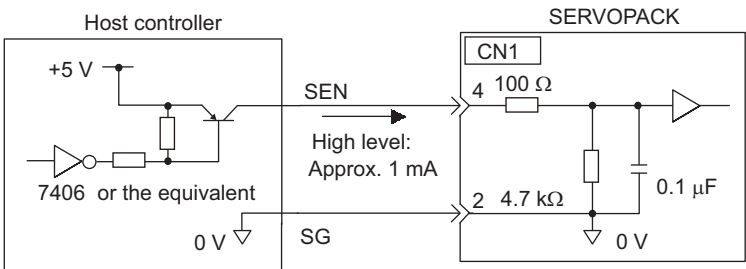 Host controller
SERVOPACK
CN1
+5 V
SEN
4
100 Ω
High level:
Approx. 1 mA
7406 or the equivalent
2
4.7 kΩ
0.1 μF
0 V
SG
0 V